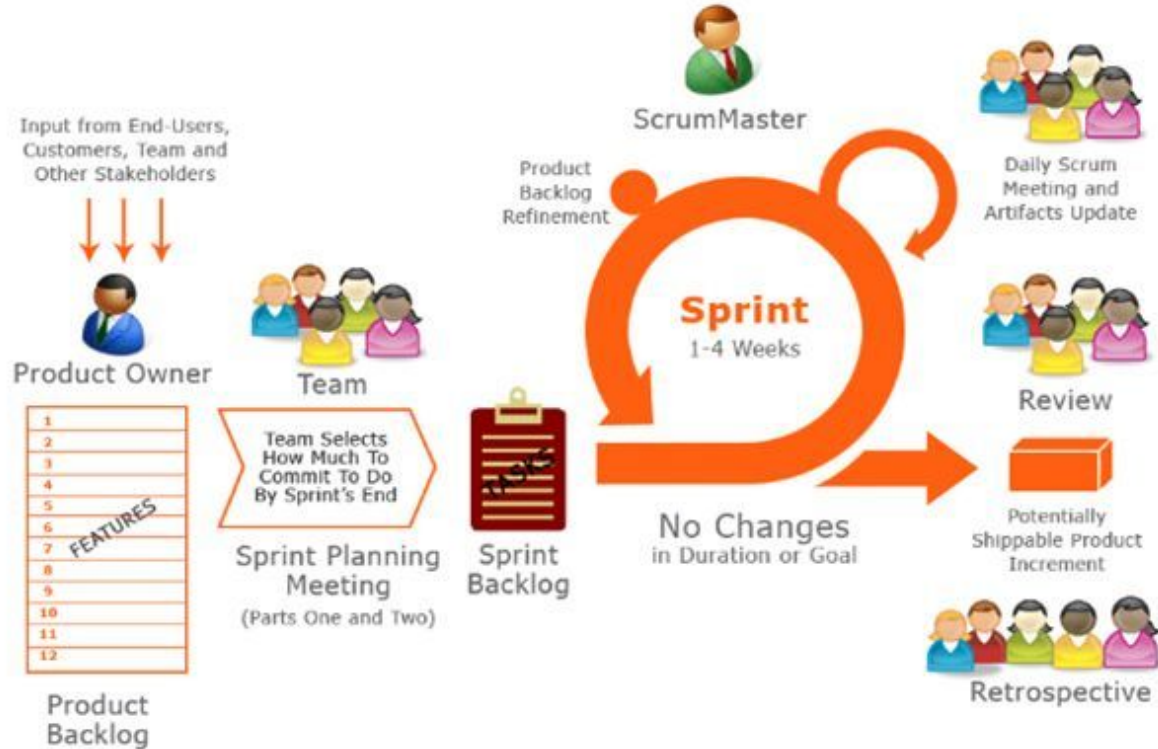 Input from End-Users,
Customers, Team and
Other Stakeholders
Product Owner
1
2
3
4
5
6
7
8
9
10
11
12
FEATURES
Product
Backlog
Team
Team Selects
How Much To
Commit To Do
By Sprint's End
Sprint Planning
Meeting
(Parts One and Two)
TASKS
Sprint
Backlog
ScrumMaster
Product
Backlog
Refinement
Sprint
1-4 Weeks
No Changes
in Duration or Goal
Daily Scrum
Meeting and
Artifacts Update
Review
Potentially
Shippable Product
Increment
Retrospective